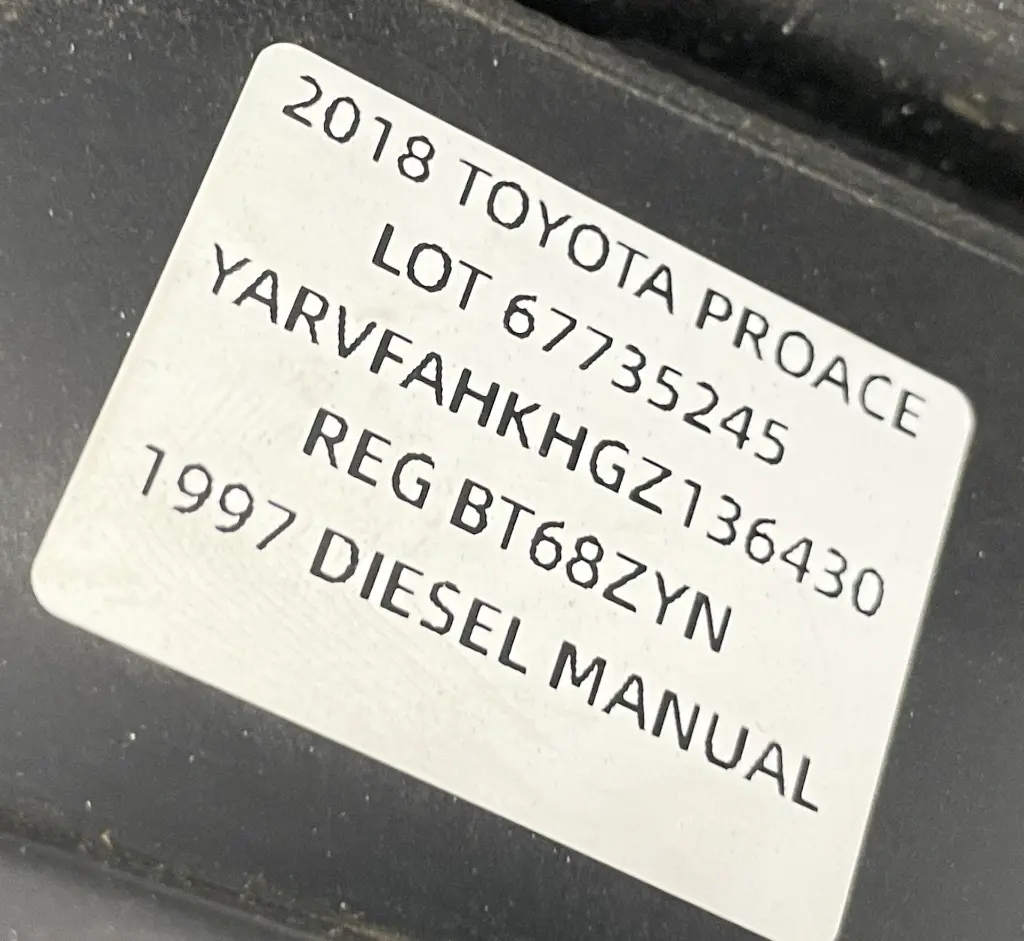 2018 TOYOTA PROACE
LOT 67735245
YARVFAHKHGZ136430
REG BT68ZYN
1997 DIESEL MANUAL